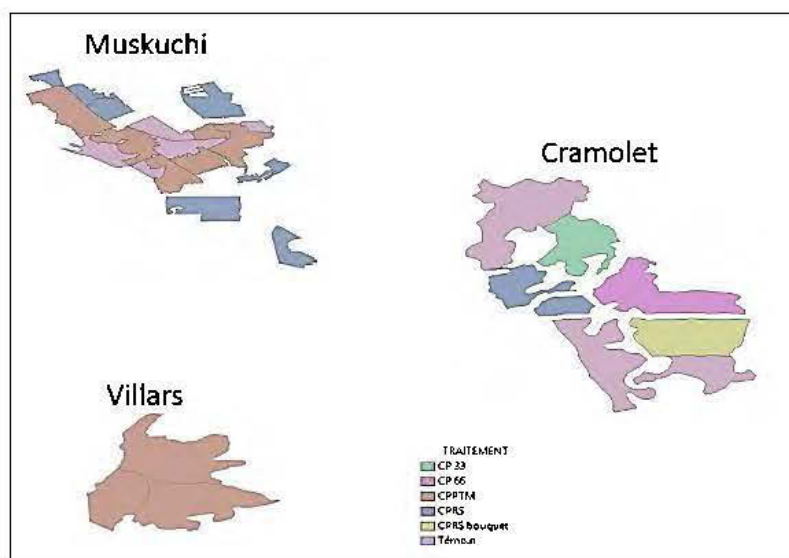 Muskuchi
Cramolet
Villars
TRAITEMENT
CP 33
CP 66
CPPTM
CPRS
CPRS bouquet
Témoin